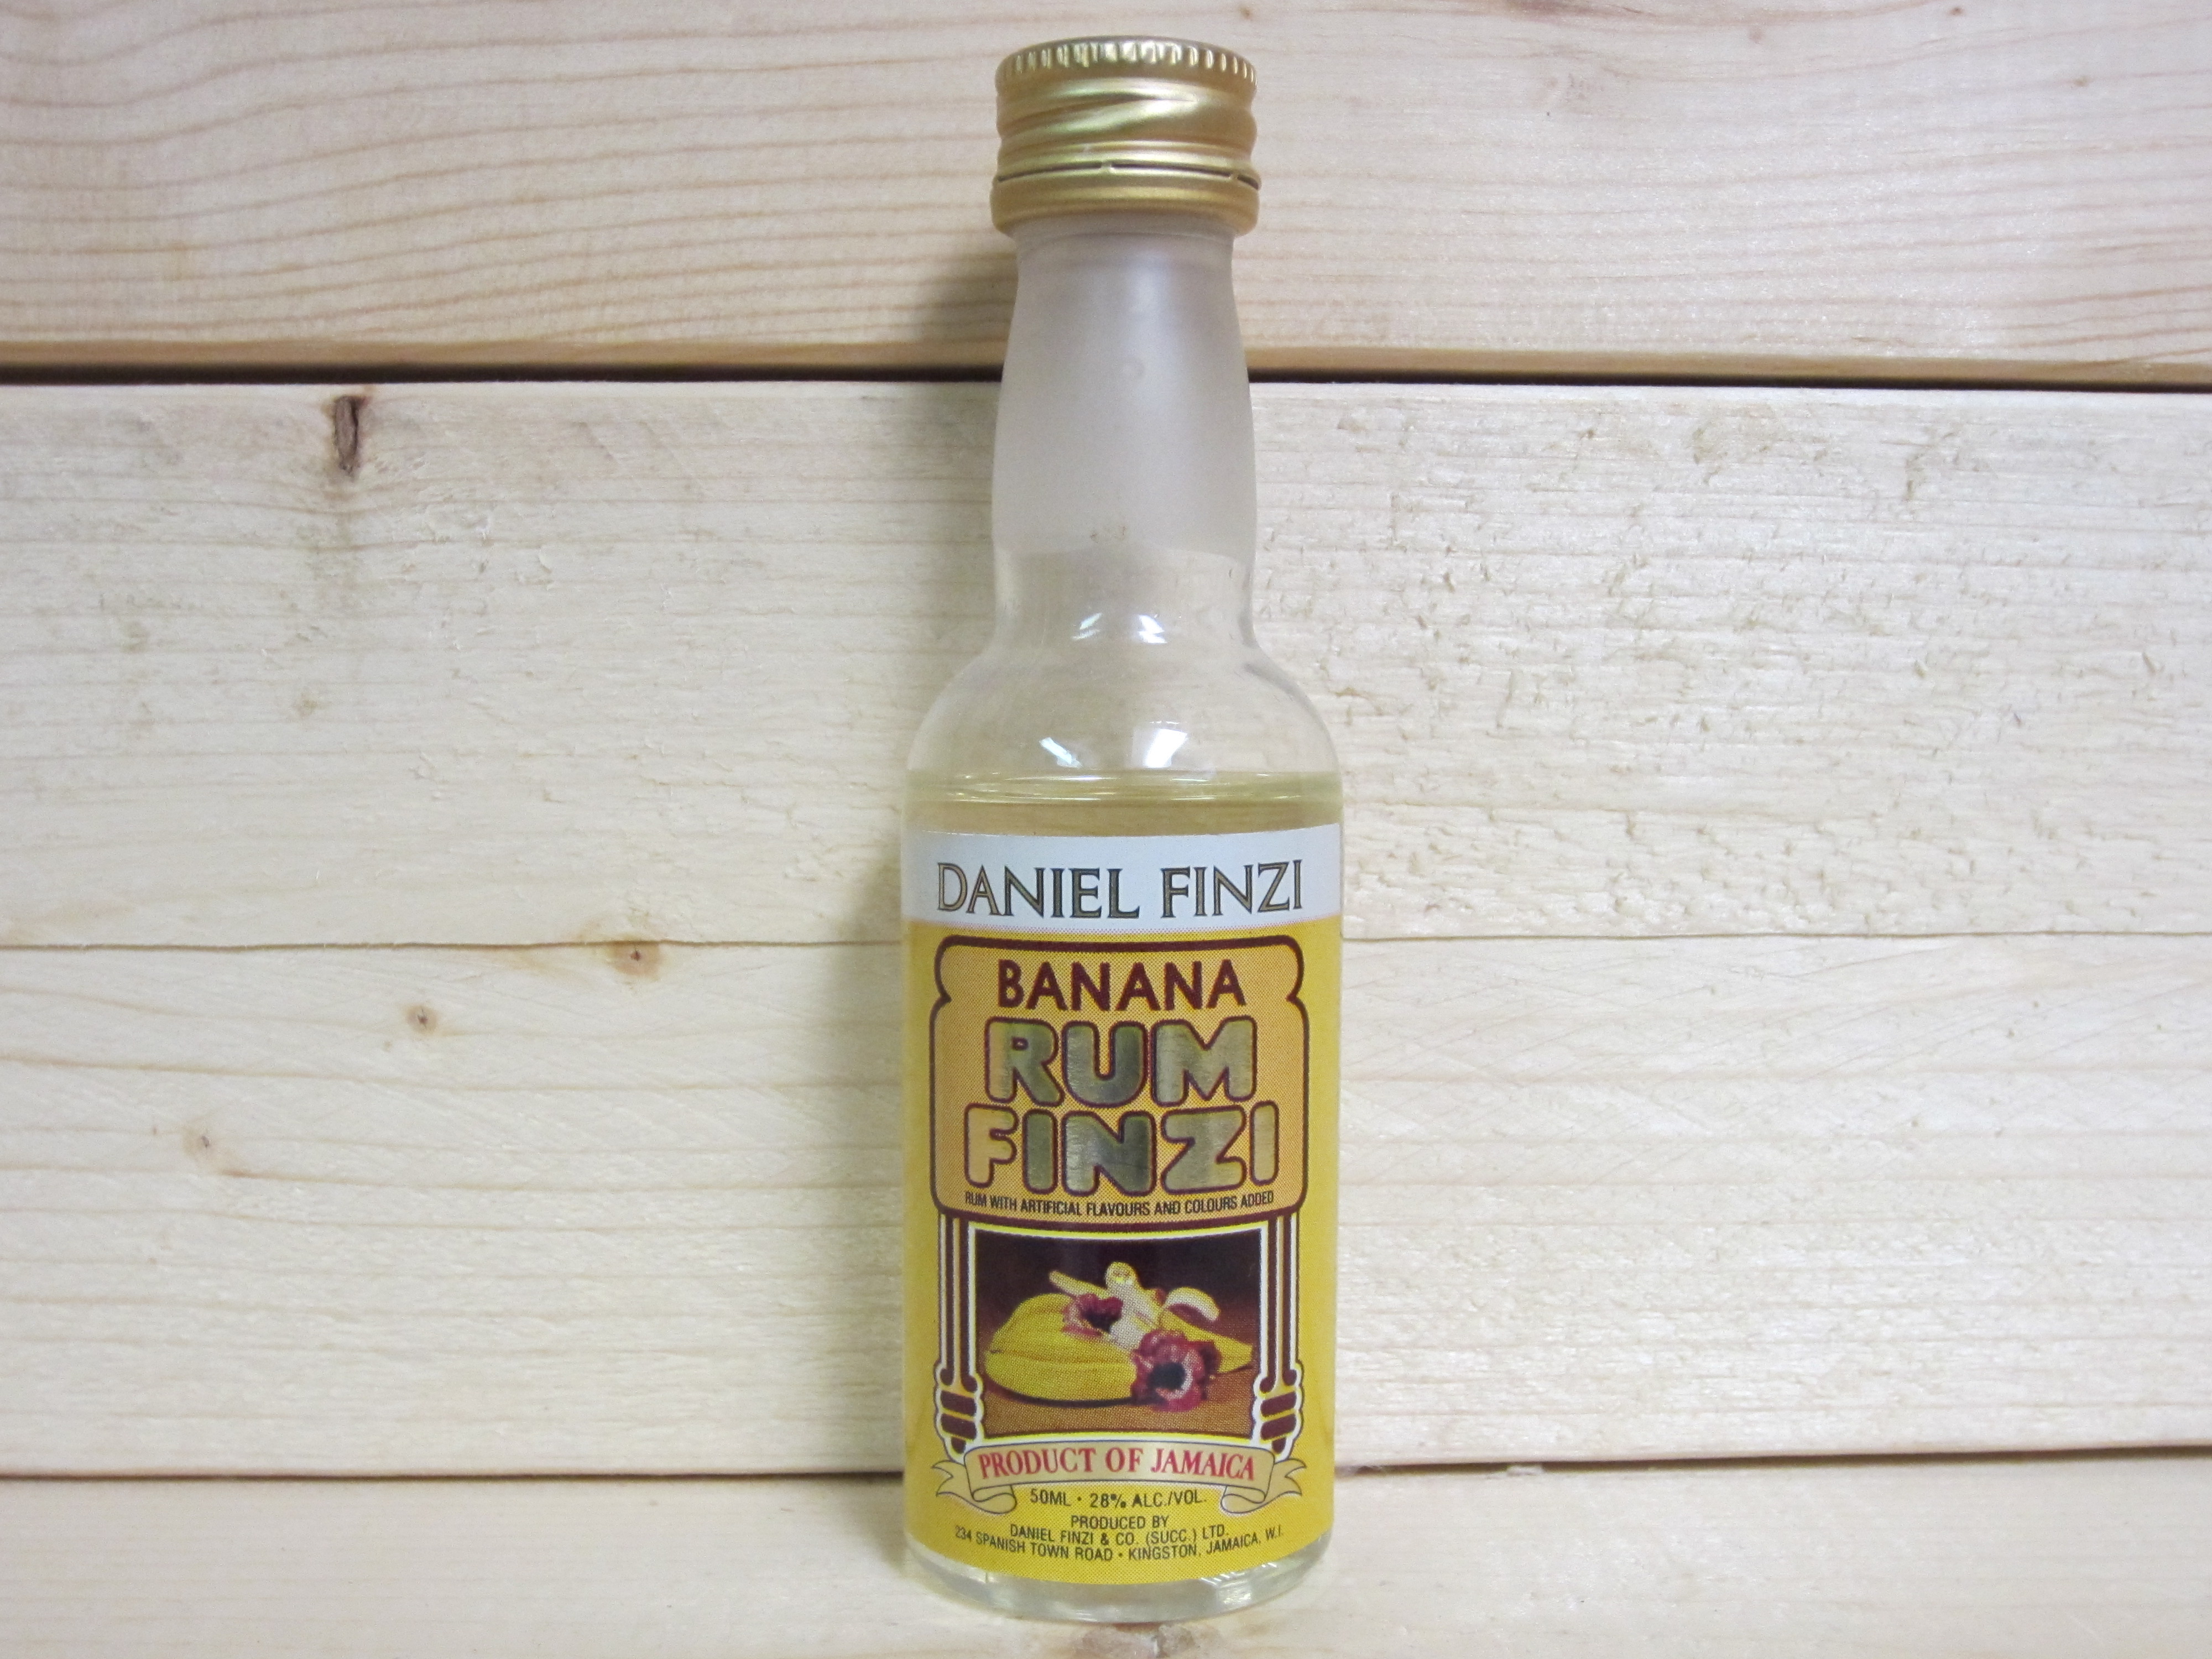 DANIEL FINZI
BANANA
RUM
FINZI
RUM WITH ARTIFICIAL FLAVOURS AND COLOURS ADDED
PRODUCT OF JAMAICA
50ML • 28% ALC./VOL.
PRODUCED BY
DANIEL FINZI & CO. (SUCC.) LTD.
234 SPANISH TOWN ROAD • KINGSTON, JAMAICA, W.I.